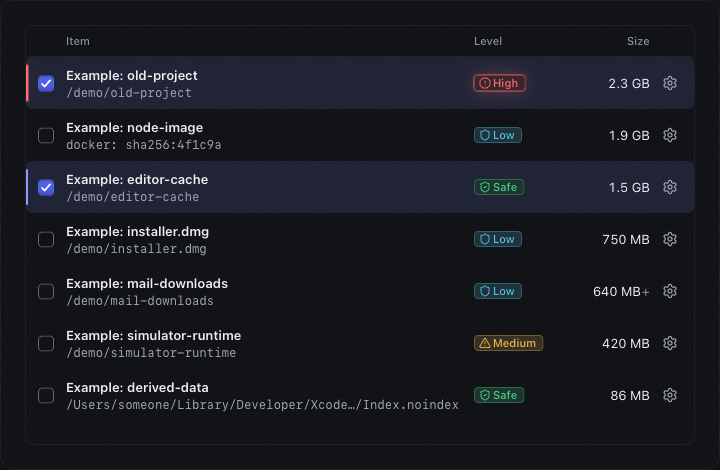 Item Level Size
Example: old-project
/demo/old-project
High 2.3 GB
Example: node-image
docker: sha256:4f1c9a
Low 1.9 GB
Example: editor-cache
/demo/editor-cache
Safe 1.5 GB
Example: installer.dmg
/demo/installer.dmg
Low 750 MB
Example: mail-downloads
/demo/mail-downloads
Low 640 MB+
Example: simulator-runtime
/demo/simulator-runtime
Medium 420 MB
Example: derived-data
/Users/someone/Library/Developer/Xcode…/Index.noindex
Safe 86 MB